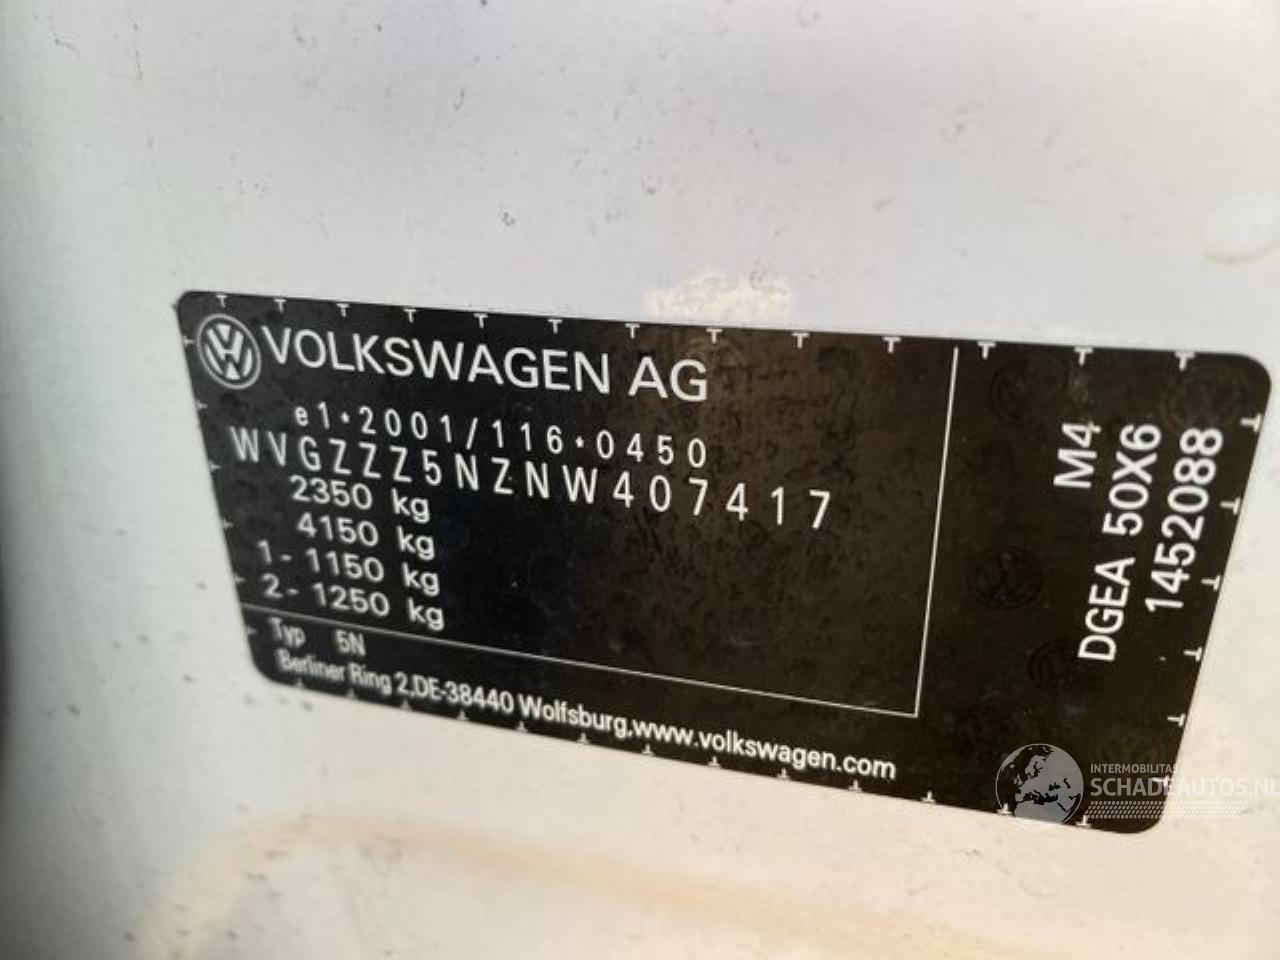 VOLKSWAGEN AG
e1*2001/116*0450
WVGZZZ5NZNW407417
2350 kg
4150 kg
1- 1150 kg
2- 1250 kg
Typ 5N
Berliner Ring 2,DE-38440 Wolfsburg,www.volkswagen.com
M4
DGEA 50X6
1452088
INTERMOBILITAS
SCHADEAUTOS.NL